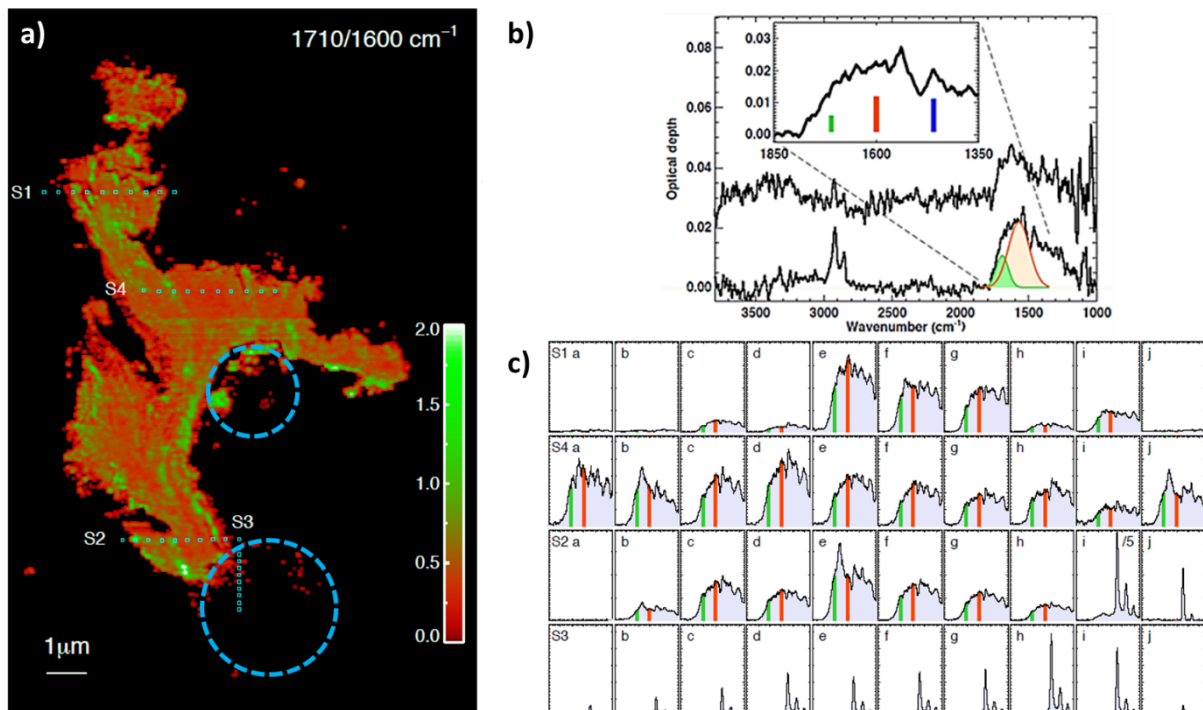 a)
1710/1600 cm⁻¹
S1
S4
S2
S3
2.0
1.5
1.0
0.5
0.0
1μm
b)
0.08
0.06
0.04
0.02
0.00
Optical depth
0.03
0.02
0.01
0.00
1850
1600
1350
3500
3000
2500
2000
1500
1000
Wavenumber (cm⁻¹)
c)
S1 a b c d e f g h i j
S4 a b c d e f g h i j
S2 a b c d e f g h i /5 j
S3 b c d e f g h i j